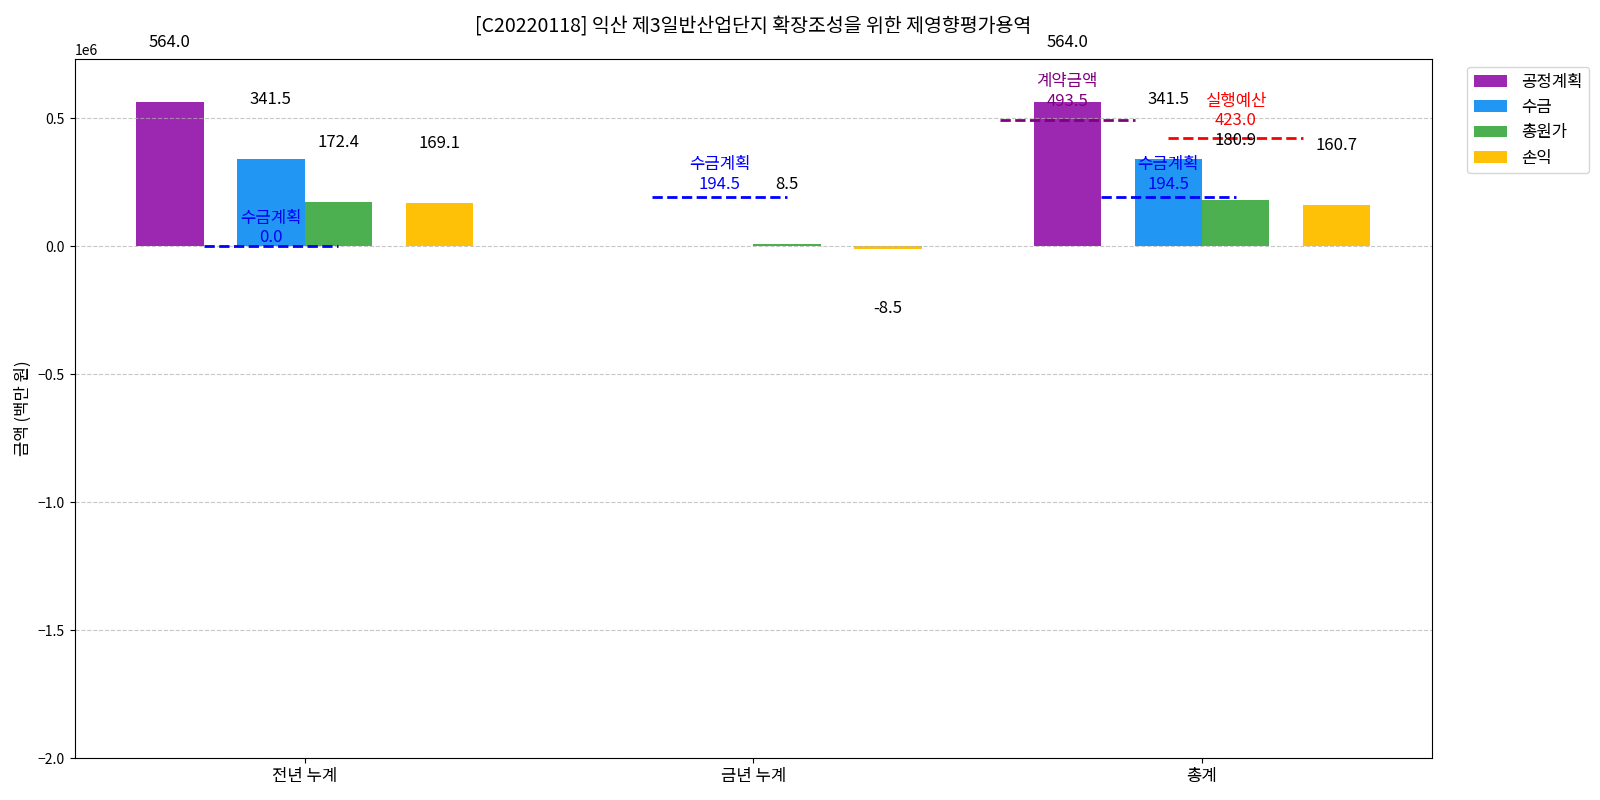 [C20220118] 익산 제3일반산업단지 확장조성을 위한 제영향평가용역
1e6
564.0
341.5
172.4
169.1
수금계획
0.0
수금계획
194.5
8.5
-8.5
564.0
계약금액
493.5
341.5
실행예산
423.0
180.9
160.7
수금계획
194.5
공정계획
수금
총원가
손익
금액 (백만 원)
0.5
0.0
−0.5
−1.0
−1.5
−2.0
전년 누계
금년 누계
총계